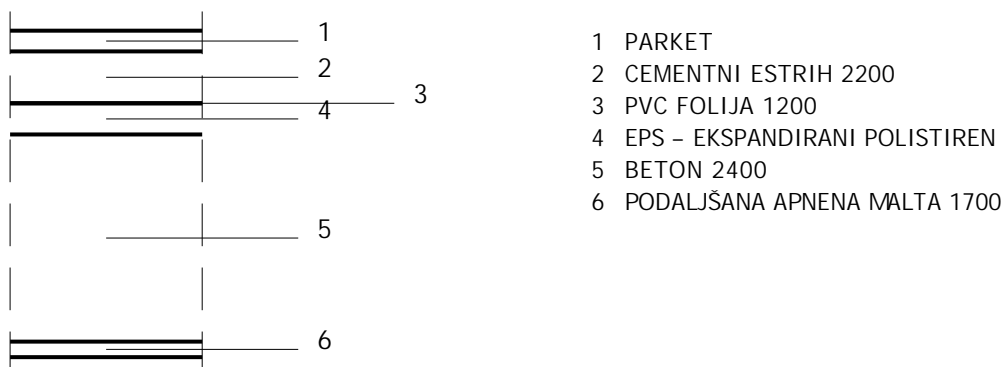 1
2
3
4
5
6
1 PARKET
2 CEMENTNI ESTRIH 2200
3 PVC FOLIJA 1200
4 EPS – EKSPANDIRANI POLISTIREN
5 BETON 2400
6 PODALJŠANA APNENA MALTA 1700